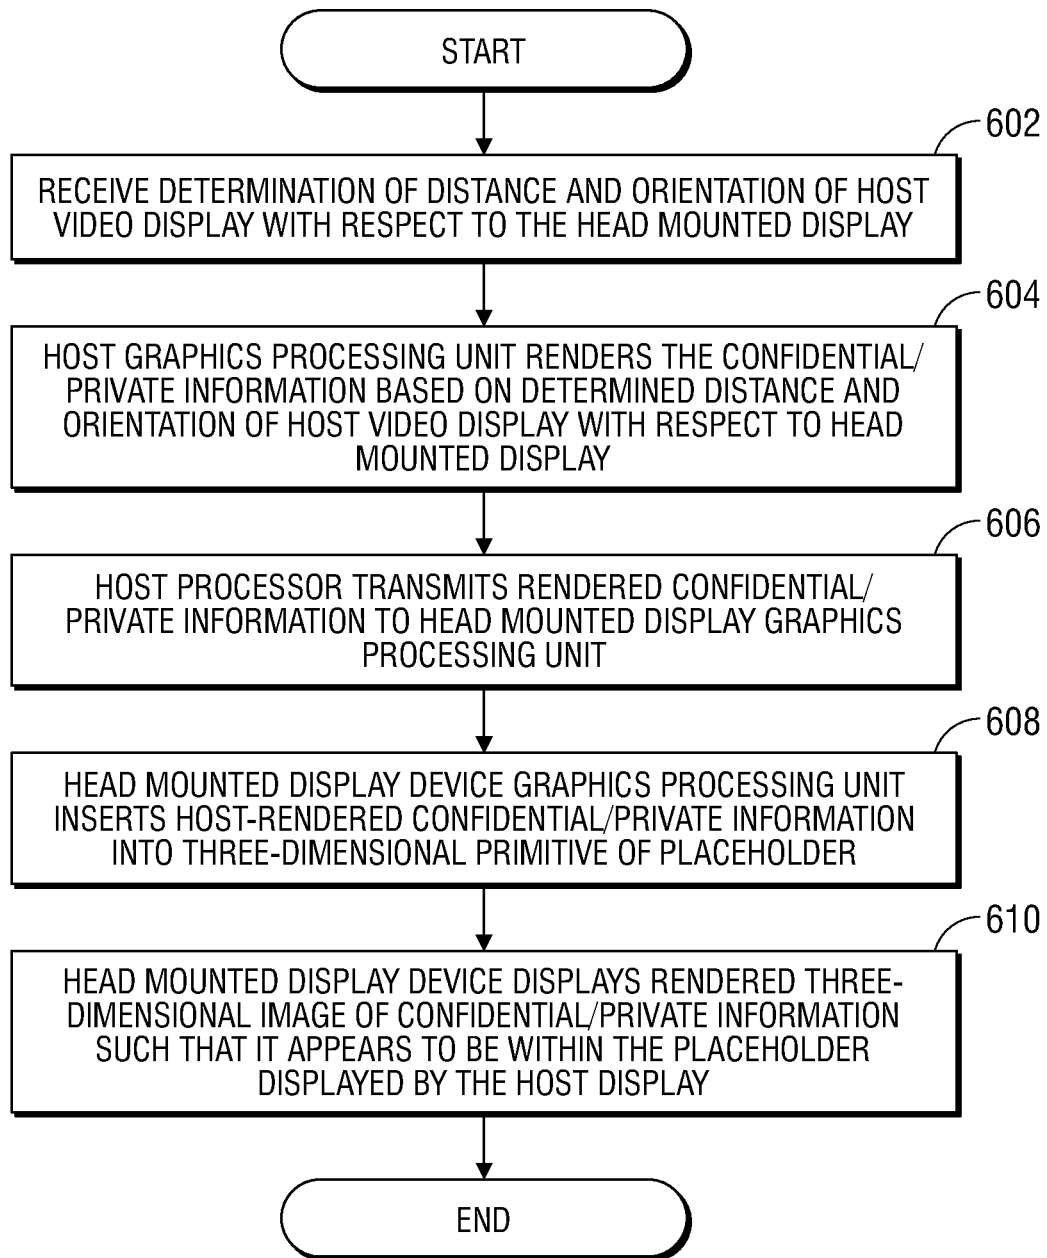 START
602
RECEIVE DETERMINATION OF DISTANCE AND ORIENTATION OF HOST
VIDEO DISPLAY WITH RESPECT TO THE HEAD MOUNTED DISPLAY
604
HOST GRAPHICS PROCESSING UNIT RENDERS THE CONFIDENTIAL/
PRIVATE INFORMATION BASED ON DETERMINED DISTANCE AND
ORIENTATION OF HOST VIDEO DISPLAY WITH RESPECT TO HEAD
MOUNTED DISPLAY
606
HOST PROCESSOR TRANSMITS RENDERED CONFIDENTIAL/
PRIVATE INFORMATION TO HEAD MOUNTED DISPLAY GRAPHICS
PROCESSING UNIT
608
HEAD MOUNTED DISPLAY DEVICE GRAPHICS PROCESSING UNIT
INSERTS HOST-RENDERED CONFIDENTIAL/PRIVATE INFORMATION
INTO THREE-DIMENSIONAL PRIMITIVE OF PLACEHOLDER
610
HEAD MOUNTED DISPLAY DEVICE DISPLAYS RENDERED THREE-
DIMENSIONAL IMAGE OF CONFIDENTIAL/PRIVATE INFORMATION
SUCH THAT IT APPEARS TO BE WITHIN THE PLACEHOLDER
DISPLAYED BY THE HOST DISPLAY
END